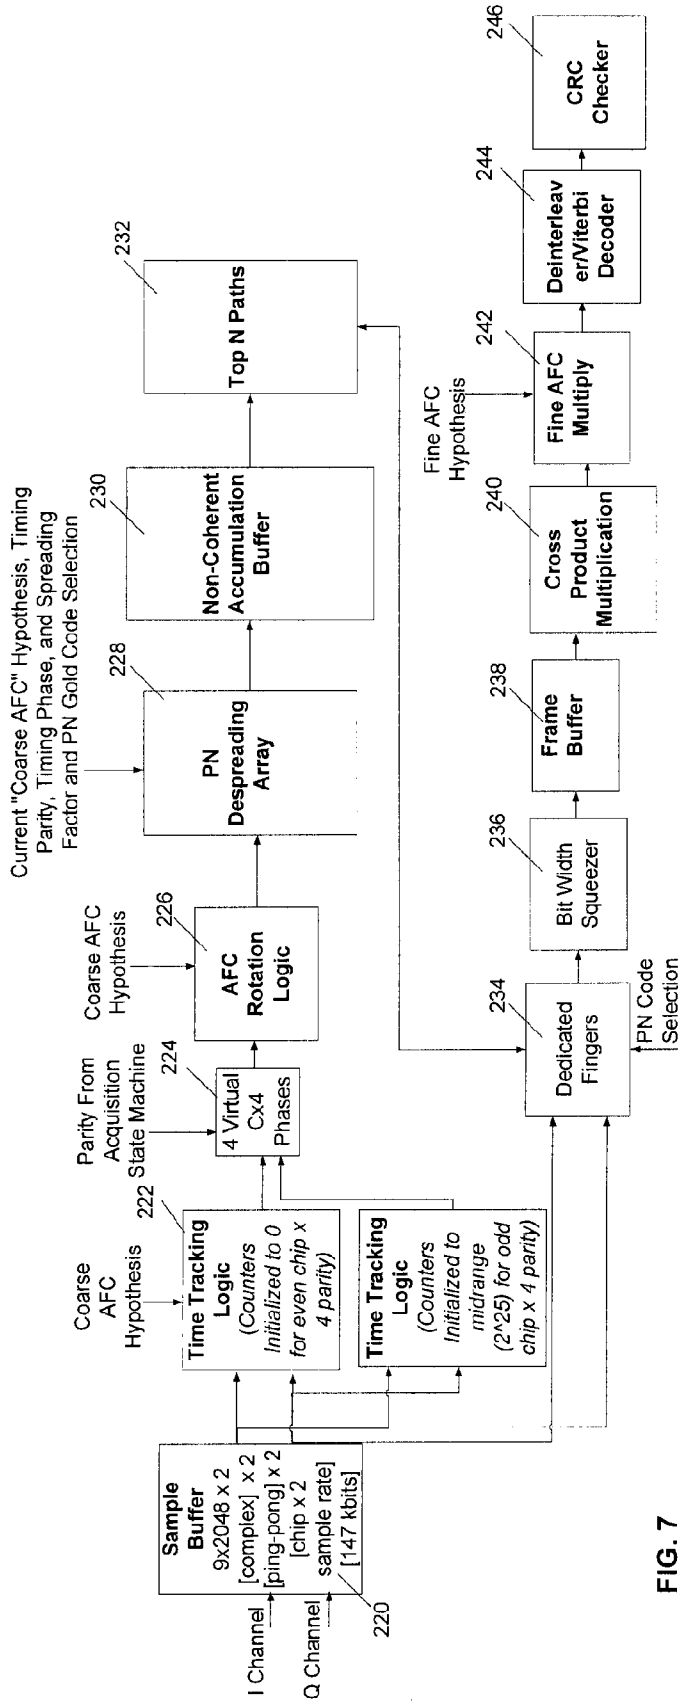 I Channel
Q Channel
Sample
Buffer
9x2048 x 2
[complex] x 2
[ping-pong] x 2
[chip x 2
sample rate]
[147 kbits]
220
Coarse
AFC
Hypothesis
222
Time Tracking
Logic
(Counters
Initialized to 0
for even chip x
4 parity)
Time Tracking
Logic
(Counters
Initialized to
midrange
(2^25) for odd
chip x 4 parity)
Parity From
Acquisition
State Machine
224
4 Virtual
Cx4
Phases
Coarse AFC
Hypothesis
226
AFC
Rotation
Logic
Current "Coarse AFC" Hypothesis, Timing
Parity, Timing Phase, and Spreading
Factor and PN Gold Code Selection
228
PN
Despreading
Array
230
Non-Coherent
Accumulation
Buffer
232
Top N Paths
234
Dedicated
Fingers
PN Code
Selection
236
Bit Width
Squeezer
238
Frame
Buffer
240
Cross
Product
Multiplication
Fine AFC
Hypothesis
242
Fine AFC
Multiply
244
Deinterleav
er/Viterbi
Decoder
246
CRC
Checker
FIG. 7